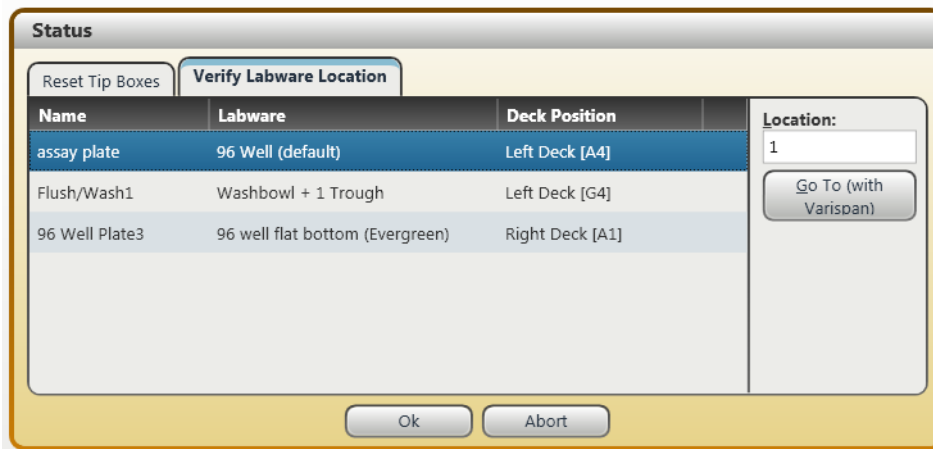 Status
Reset Tip Boxes
Verify Labware Location
Name Labware Deck Position
assay plate 96 Well (default) Left Deck [A4]
Flush/Wash1 Washbowl + 1 Trough Left Deck [G4]
96 Well Plate3 96 well flat bottom (Evergreen) Right Deck [A1]
Location:
1
Go To (with
Varispan)
Ok
Abort